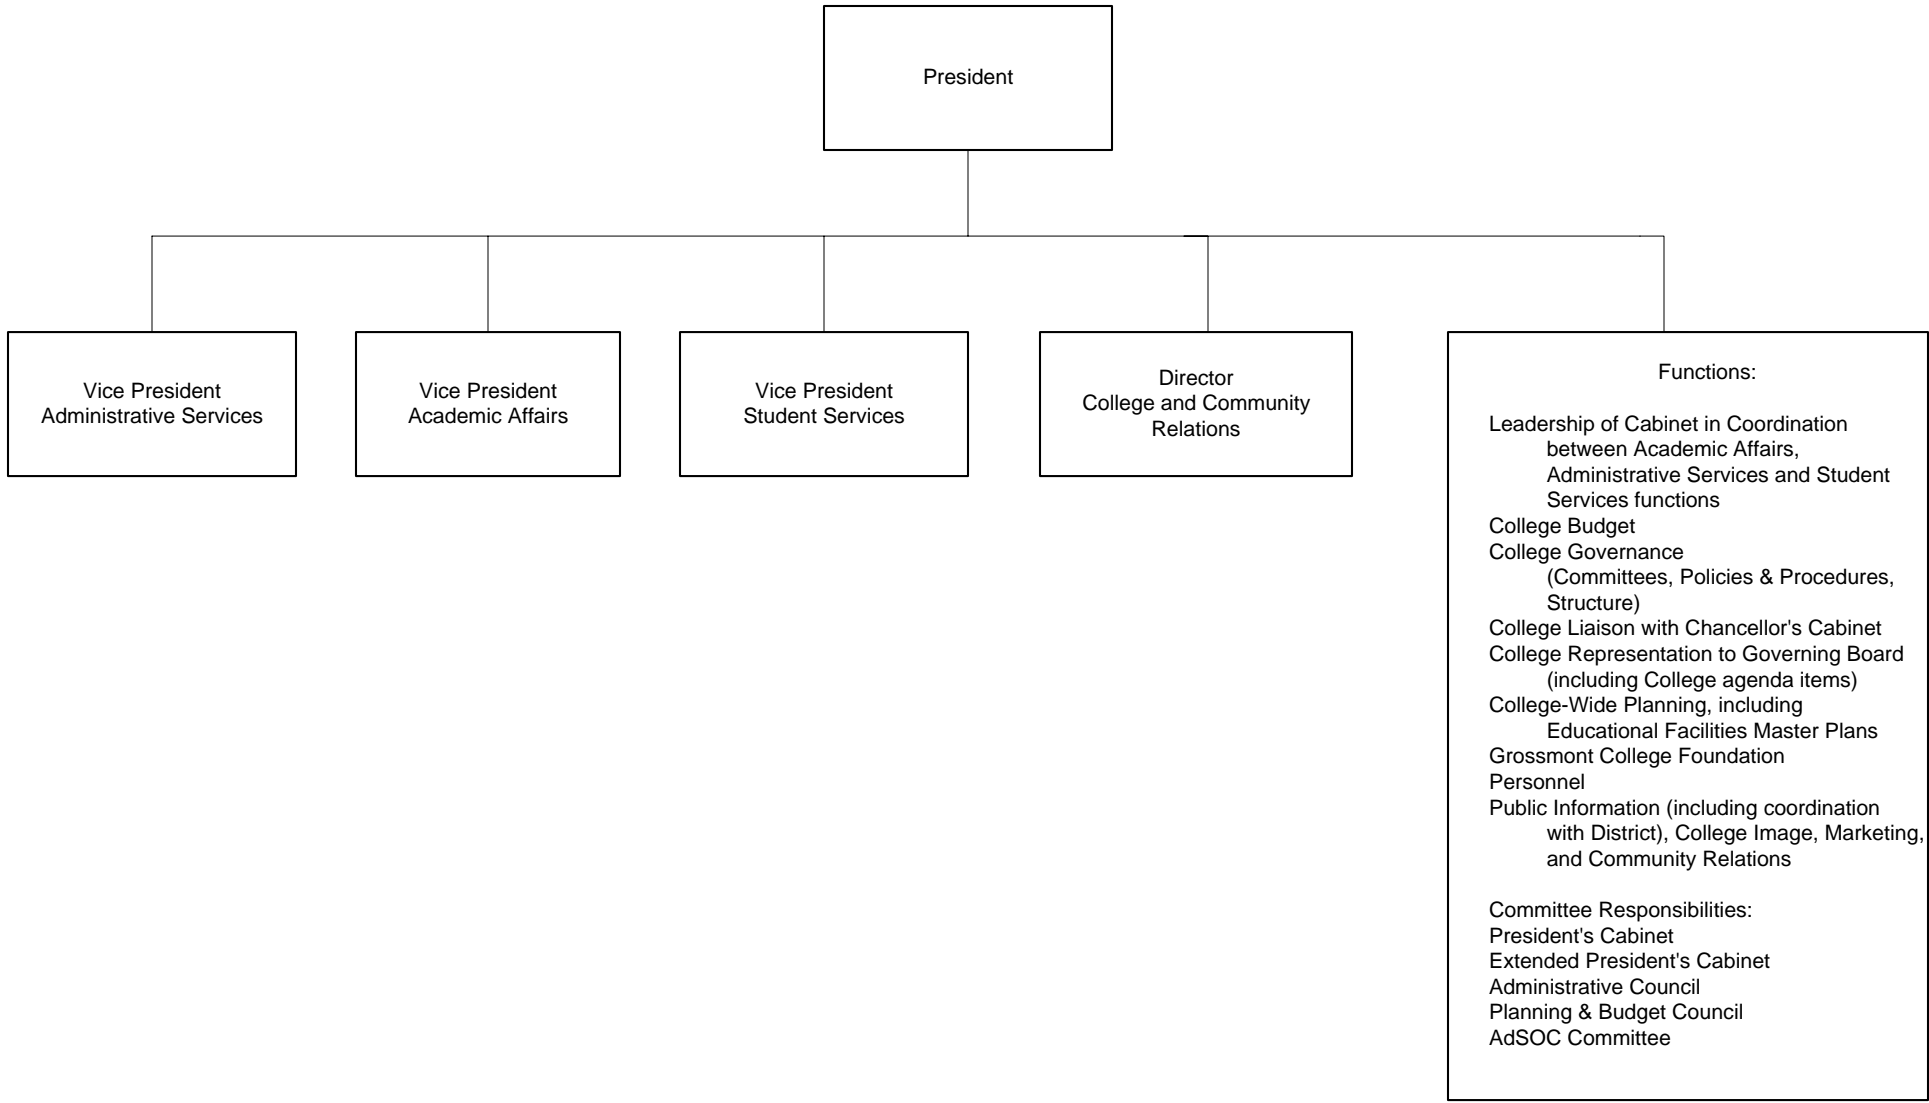 President
Vice President
Administrative Services
Vice President
Academic Affairs
Vice President
Student Services
Director
College and Community
Relations
Functions:
Leadership of Cabinet in Coordination
between Academic Affairs,
Administrative Services and Student
Services functions
College Budget
College Governance
(Committees, Policies & Procedures,
Structure)
College Liaison with Chancellor's Cabinet
College Representation to Governing Board
(including College agenda items)
College-Wide Planning, including
Educational Facilities Master Plans
Grossmont College Foundation
Personnel
Public Information (including coordination
with District), College Image, Marketing,
and Community Relations
Committee Responsibilities:
President's Cabinet
Extended President's Cabinet
Administrative Council
Planning & Budget Council
AdSOC Committee